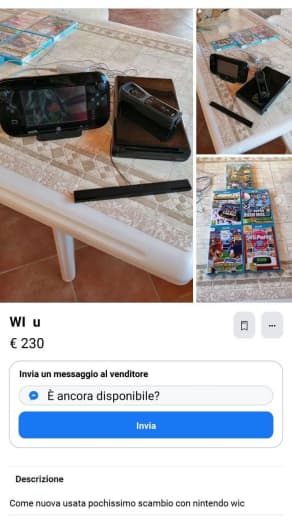 WI u
€ 230
Invia un messaggio al venditore
È ancora disponibile?
Invia
Descrizione
Come nuova usata pochissimo scambio con nintendo wic